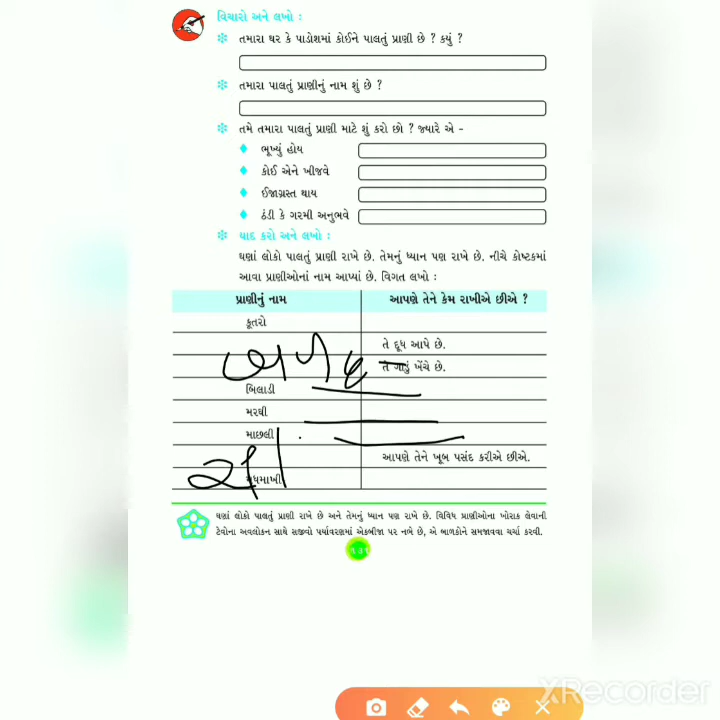 વિચારો અને લખો :
તમારા ઘર કે પાડોશમાં કોઈને પાલતું પ્રાણી છે ? ક્યું ?
તમારા પાલતું પ્રાણીનું નામ શું છે ?
તમે તમારા પાલતું પ્રાણી માટે શું કરો છો ? જ્યારે એ -
ભૂખ્યું હોય
કોઈ એને ખીજવે
ઈજાગ્રસ્ત થાય
ઠંડી કે ગરમી અનુભવે
યાદ કરો અને લખો :
ઘણાં લોકો પાલતું પ્રાણી રાખે છે. તેમનું ધ્યાન પણ રાખે છે. નીચે કોષ્ટકમાં
આવા પ્રાણીઓનાં નામ આપ્યાં છે. વિગત લખો :
પ્રાણીનું નામ આપણે તેને કેમ રાખીએ છીએ ?
કૂતરો
તે દૂધ આપે છે.
બળદ તે ગાડું ખેંચે છે.
બિલાડી
મરઘી
માછલી
આપણે તેને ખૂબ પસંદ કરીએ છીએ.
મધમાખી
ઘણાં લોકો પાલતું પ્રાણી રાખે છે અને તેમનું ધ્યાન પણ રાખે છે. વિવિધ પ્રાણીઓના ખોરાક લેવાની
ટેવોના અવલોકન સાથે સજીવો પર્યાવરણમાં એકબીજા પર નભે છે, એ બાળકોને સમજાવવા ચર્ચા કરવી.
XRecorder